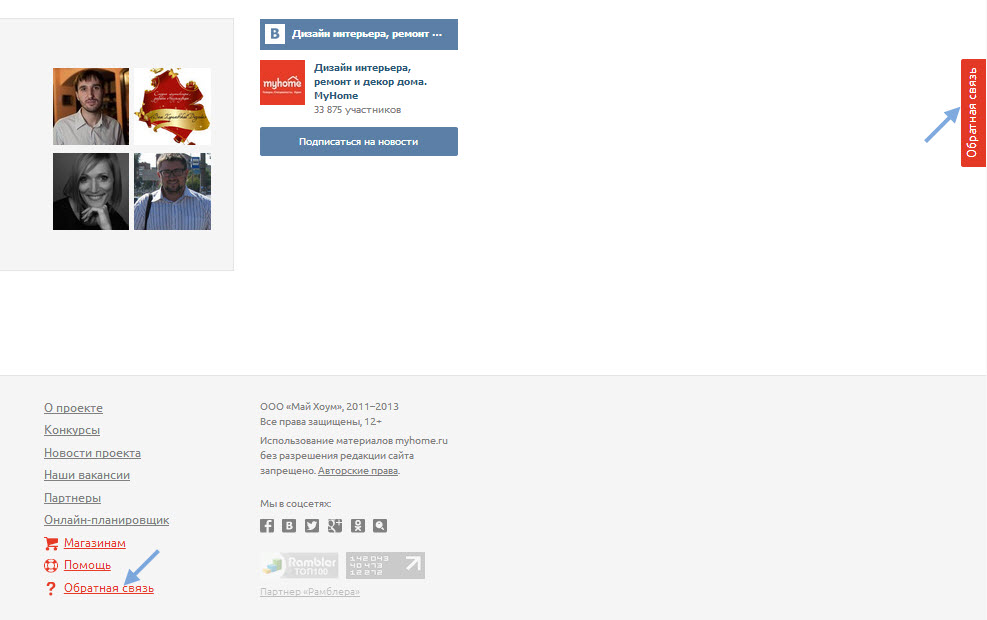 В Дизайн интерьера, ремонт ...
myhome
Дизайн интерьера,
ремонт и декор дома.
MyHome
33 875 участников
Подписаться на новости
Обратная связь
О проекте
Конкурсы
Новости проекта
Наши вакансии
Партнеры
Онлайн-планировщик
Магазинам
Помощь
? Обратная связь
ООО «Май Хоум», 2011–2013
Все права защищены, 12+
Использование материалов myhome.ru
без разрешения редакции сайта
запрещено. Авторские права.
Мы в соцсетях:
Rambler
ТОП100
142 043
40 473
12 272
Партнер «Рамблера»